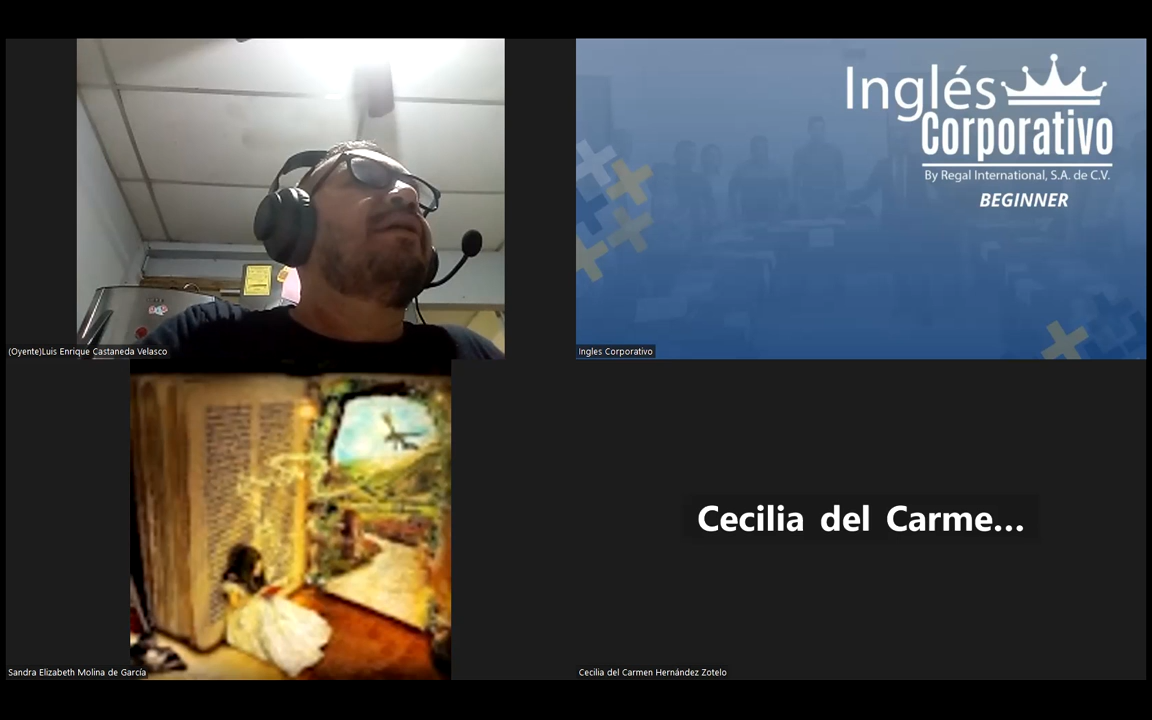 Inglés
Corporativo
By Regal International, S.A. de C.V.
BEGINNER
(Oyente)Luis Enrique Castaneda Velasco
Ingles Corporativo
Cecilia del Carme...
Sandra Elizabeth Molina de García
Cecilia del Carmen Hernández Zotelo